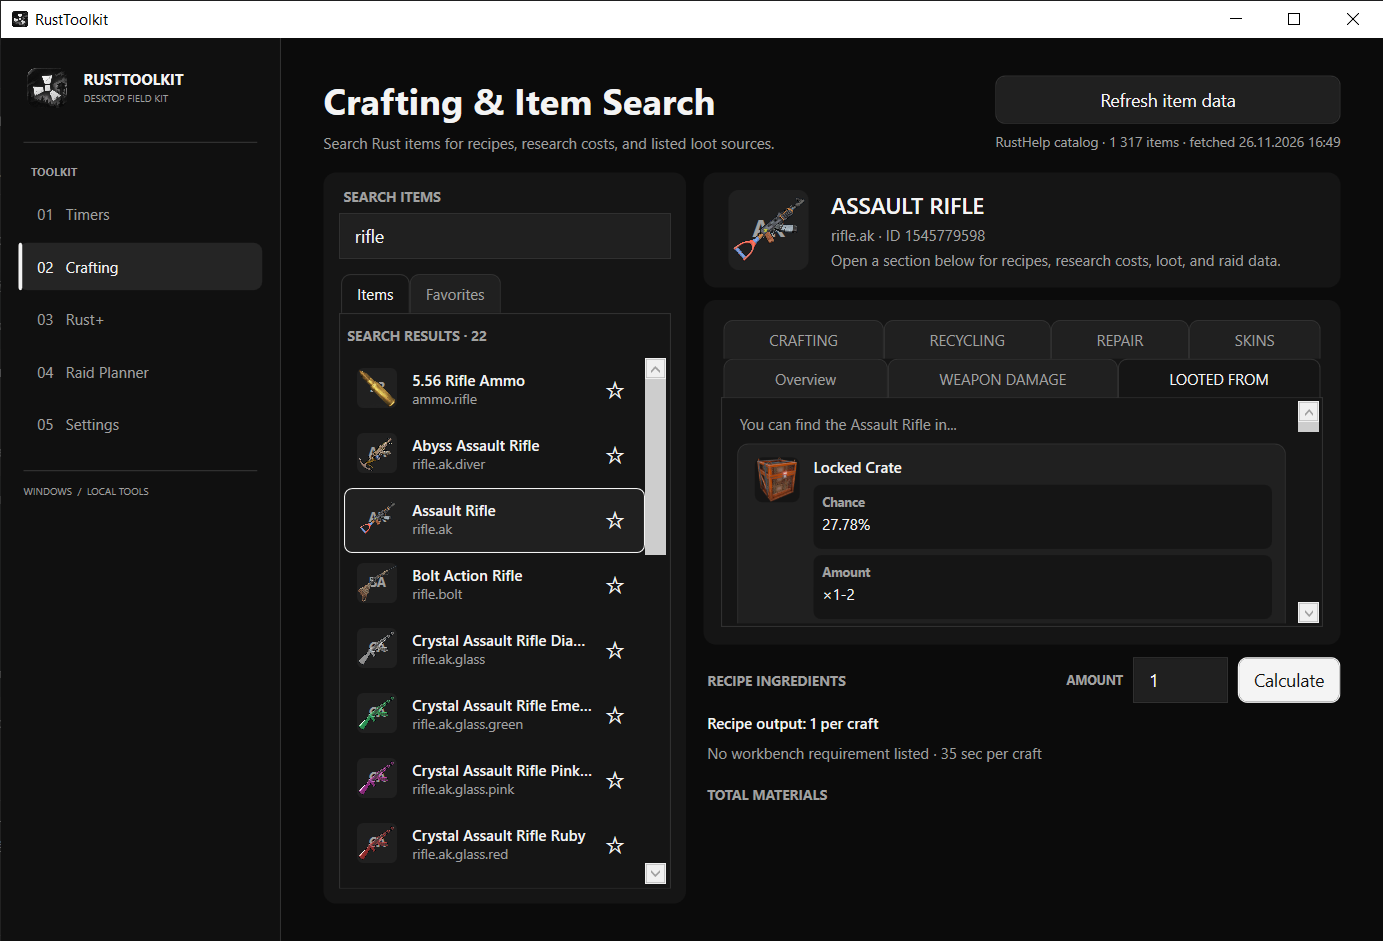 RustToolkit
RUSTTOOLKIT
DESKTOP FIELD KIT
TOOLKIT
01 Timers
02 Crafting
03 Rust+
04 Raid Planner
05 Settings
WINDOWS / LOCAL TOOLS
Crafting & Item Search
Search Rust items for recipes, research costs, and listed loot sources.
Refresh item data
RustHelp catalog · 1 317 items · fetched 26.11.2026 16:49
SEARCH ITEMS
rifle
Items Favorites
SEARCH RESULTS · 22
5.56 Rifle Ammo
ammo.rifle
Abyss Assault Rifle
rifle.ak.diver
Assault Rifle
rifle.ak
Bolt Action Rifle
rifle.bolt
Crystal Assault Rifle Dia...
rifle.ak.glass
Crystal Assault Rifle Eme...
rifle.ak.glass.green
Crystal Assault Rifle Pink...
rifle.ak.glass.pink
Crystal Assault Rifle Ruby
rifle.ak.glass.red
ASSAULT RIFLE
rifle.ak · ID 1545779598
Open a section below for recipes, research costs, loot, and raid data.
CRAFTING RECYCLING REPAIR SKINS
Overview WEAPON DAMAGE LOOTED FROM
You can find the Assault Rifle in...
Locked Crate
Chance
27.78%
Amount
×1-2
RECIPE INGREDIENTS
AMOUNT 1 Calculate
Recipe output: 1 per craft
No workbench requirement listed · 35 sec per craft
TOTAL MATERIALS